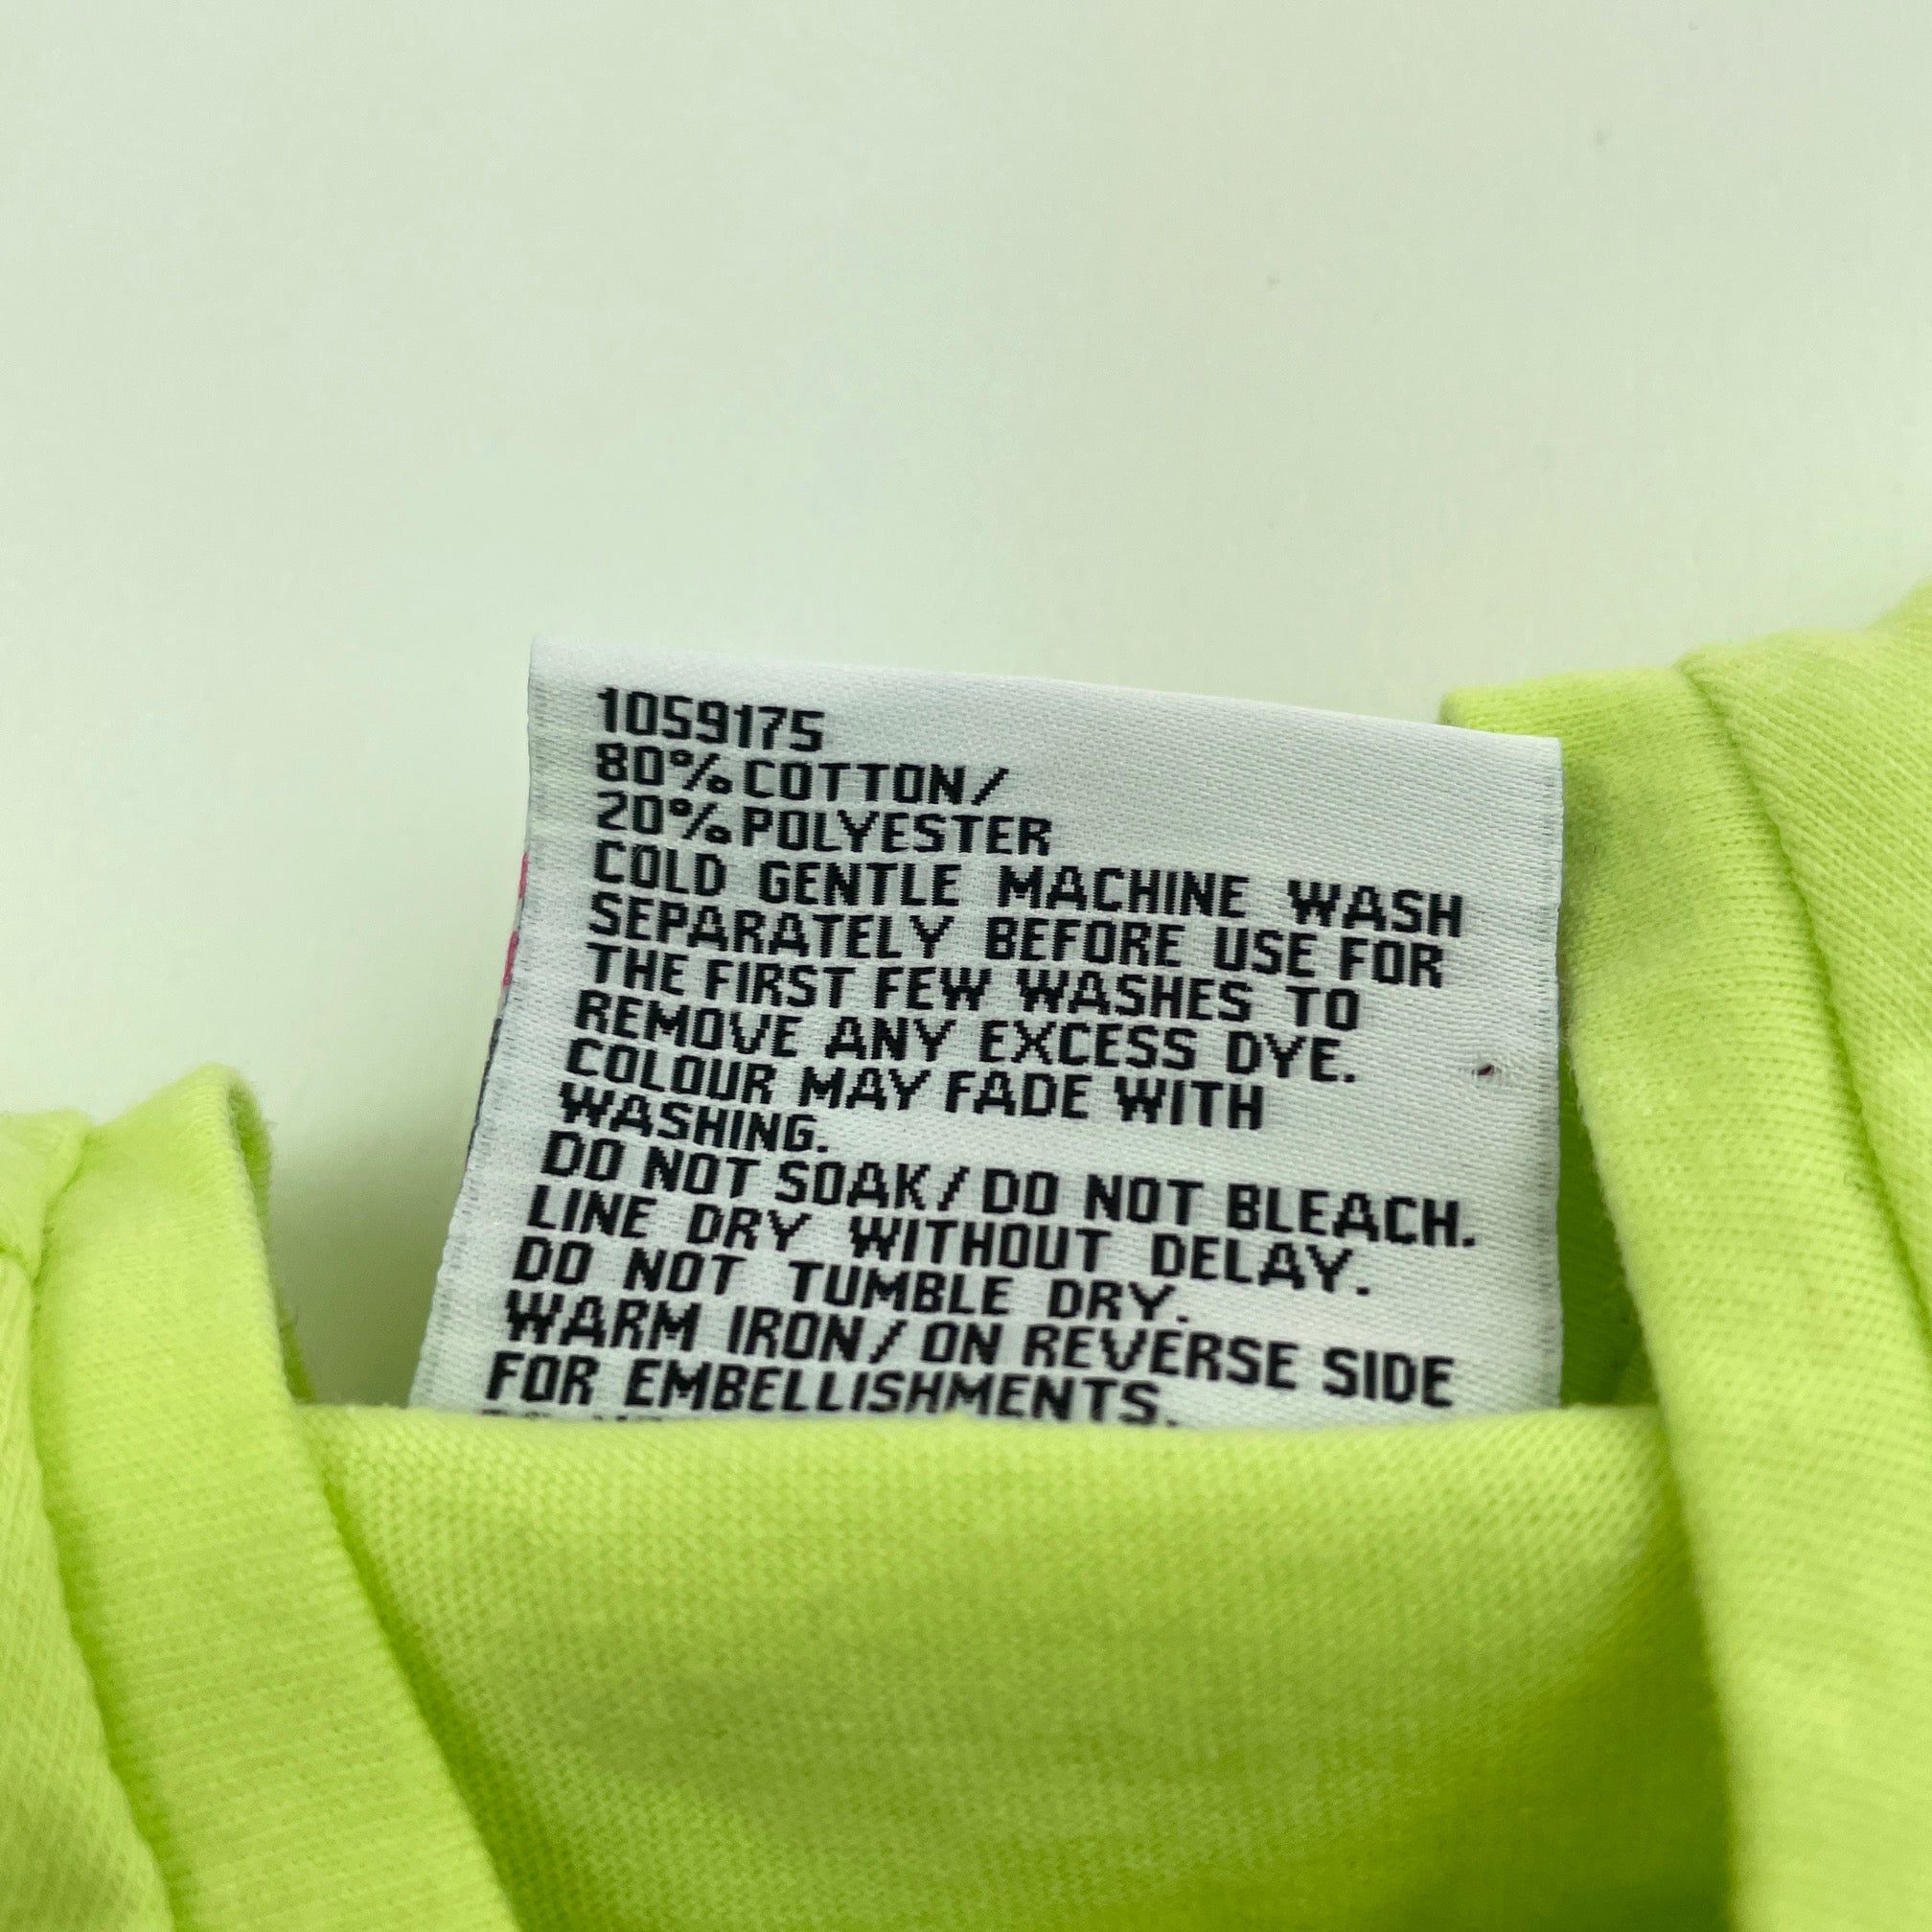 1059175
80% COTTON/
20% POLYESTER
COLD GENTLE MACHINE WASH
SEPARATELY BEFORE USE FOR
THE FIRST FEW WASHES TO
REMOVE ANY EXCESS DYE.
COLOUR MAY FADE WITH
WASHING.
DO NOT SOAK/ DO NOT BLEACH.
LINE DRY WITHOUT DELAY.
DO NOT TUMBLE DRY.
WARM IRON/ ON REVERSE SIDE
FOR EMBELLISHMENTS.